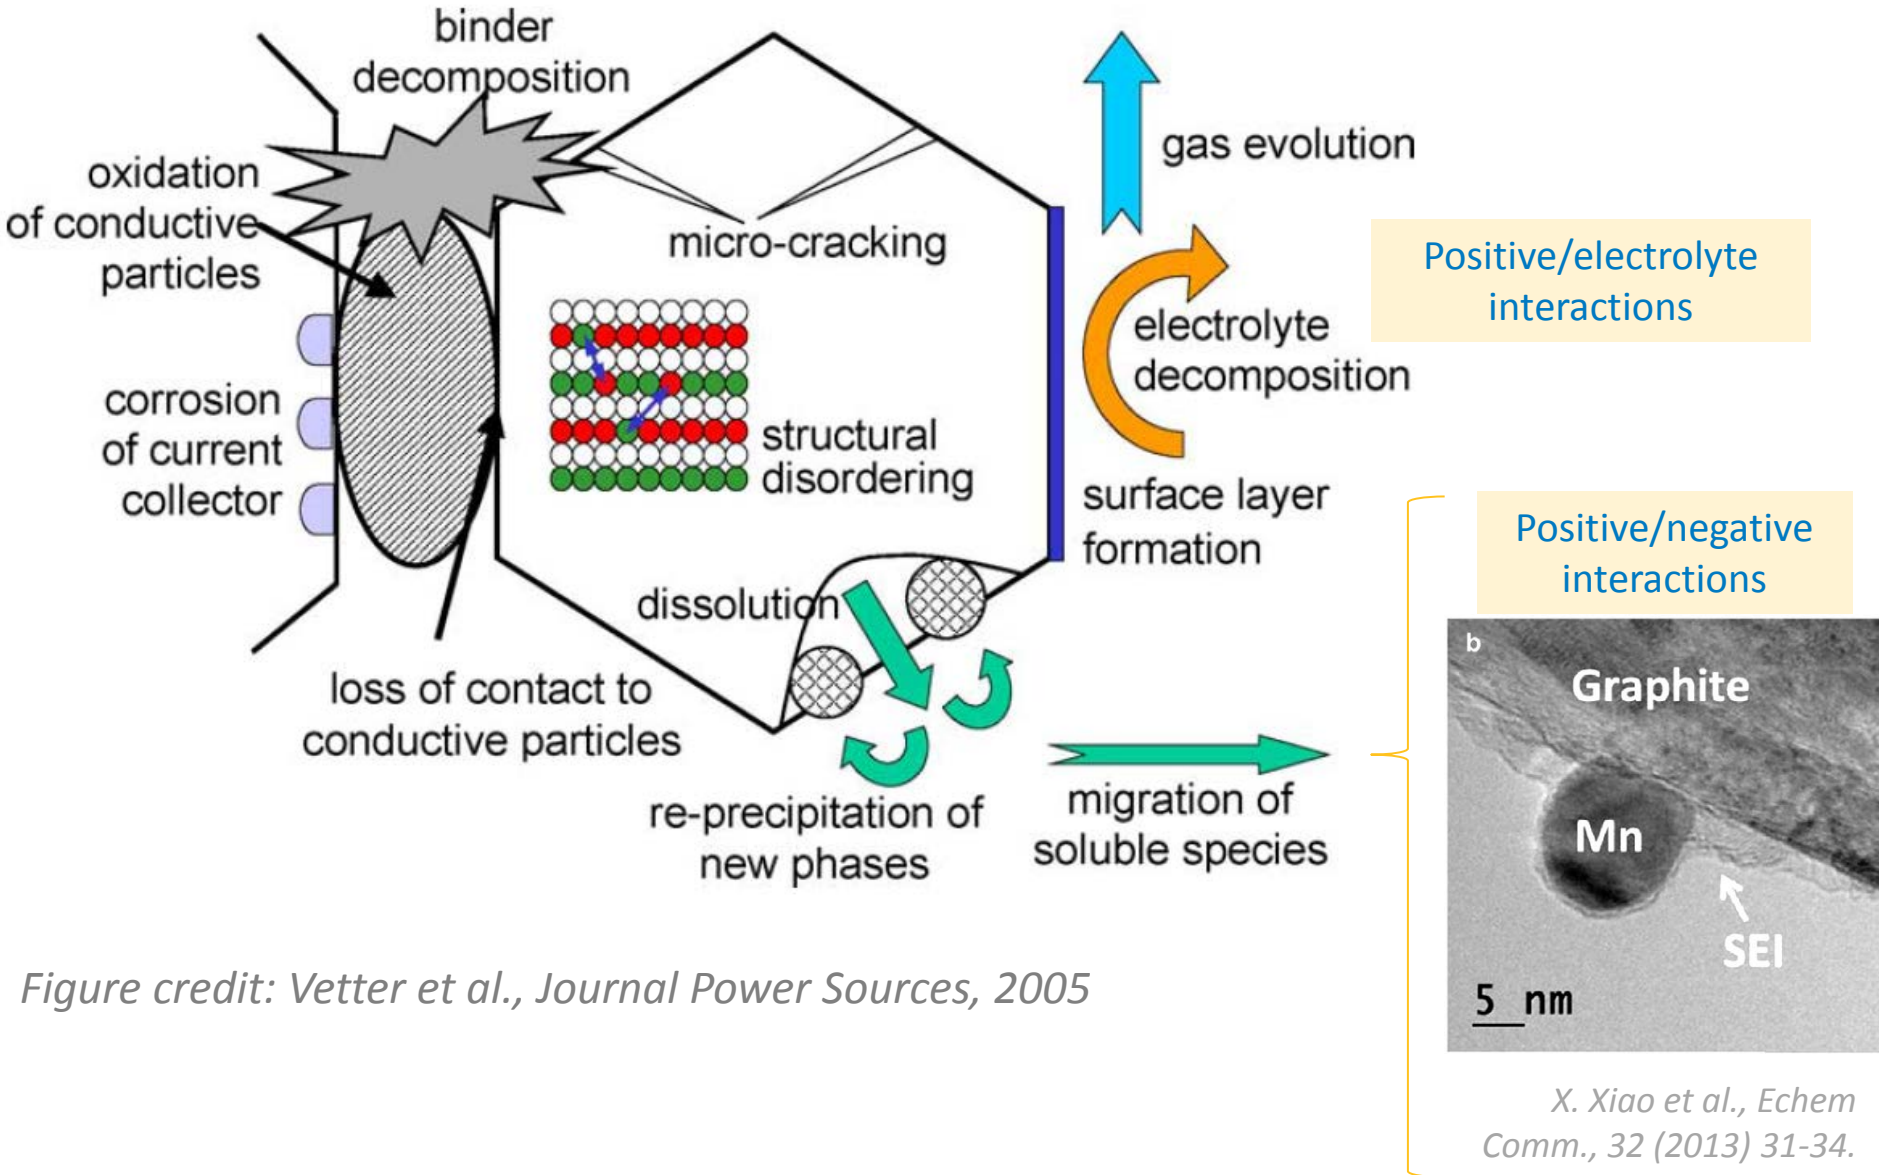 binder
decomposition
oxidation
of conductive
particles
gas evolution
micro-cracking
Positive/electrolyte
interactions
electrolyte
decomposition
corrosion
of current
collector
structural
disordering
surface layer
formation
Positive/negative
interactions
dissolution
loss of contact to
conductive particles
re-precipitation of
new phases
migration of
soluble species
b
Graphite
Mn
SEI
5 nm
Figure credit: Vetter et al., Journal Power Sources, 2005
X. Xiao et al., Echem
Comm., 32 (2013) 31-34.